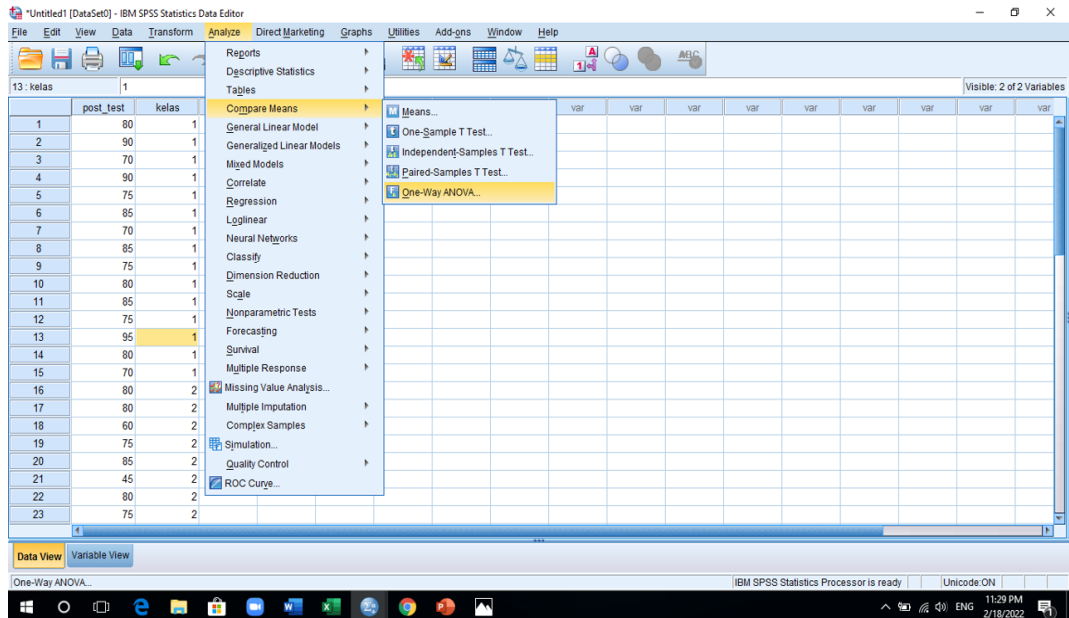 *Untitled1 [DataSet0] - IBM SPSS Statistics Data Editor
File Edit View Data Transform Analyze Direct Marketing Graphs Utilities Add-ons Window Help
13 : kelas 1 Visible: 2 of 2 Variables
post_test kelas var var var var var var var var var
1 80 1
2 90 1
3 70 1
4 90 1
5 75 1
6 85 1
7 70 1
8 85 1
9 75 1
10 80 1
11 85 1
12 75 1
13 95 1
14 80 1
15 70 1
16 80 2
17 80 2
18 60 2
19 75 2
20 85 2
21 45 2
22 80 2
23 75 2
Reports
Descriptive Statistics
Tables
Compare Means
General Linear Model
Generalized Linear Models
Mixed Models
Correlate
Regression
Loglinear
Neural Networks
Classify
Dimension Reduction
Scale
Nonparametric Tests
Forecasting
Survival
Multiple Response
Missing Value Analysis...
Multiple Imputation
Complex Samples
Simulation...
Quality Control
ROC Curve...
Means...
One-Sample T Test...
Independent-Samples T Test...
Paired-Samples T Test...
One-Way ANOVA...
Data View Variable View
One-Way ANOVA... IBM SPSS Statistics Processor is ready Unicode:ON
ENG 11:29 PM
2/18/2022